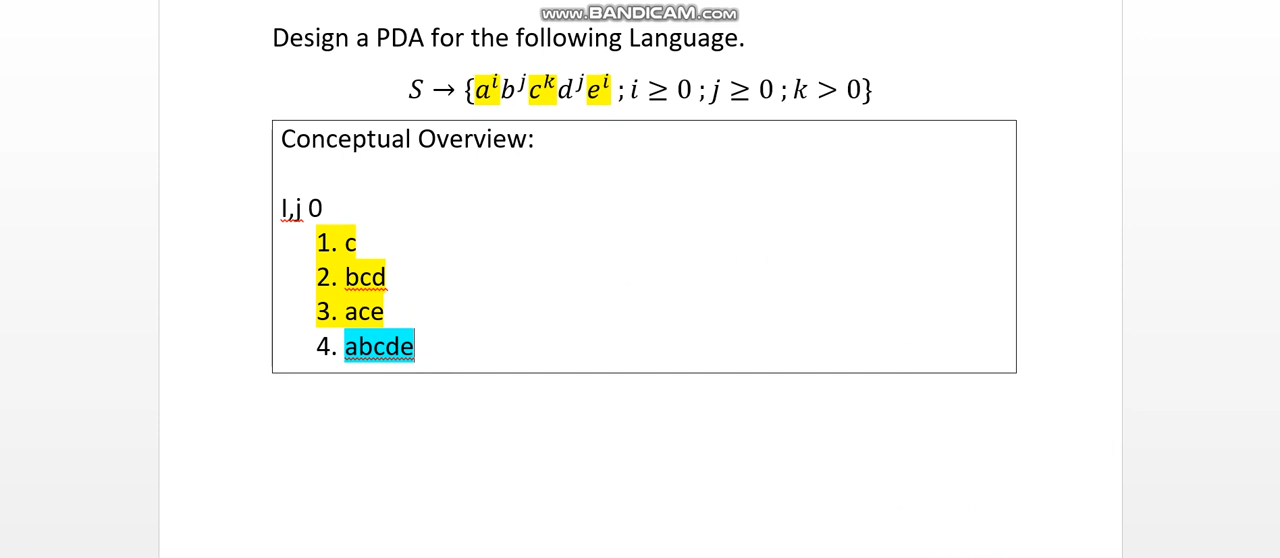 www.BANDICAM.com
Design a PDA for the following Language.
S → {aⁱbʲcᵏdʲeⁱ ; i ≥ 0 ; j ≥ 0 ; k > 0}
Conceptual Overview:
I,j 0
1. c
2. bcd
3. ace
4. abcde